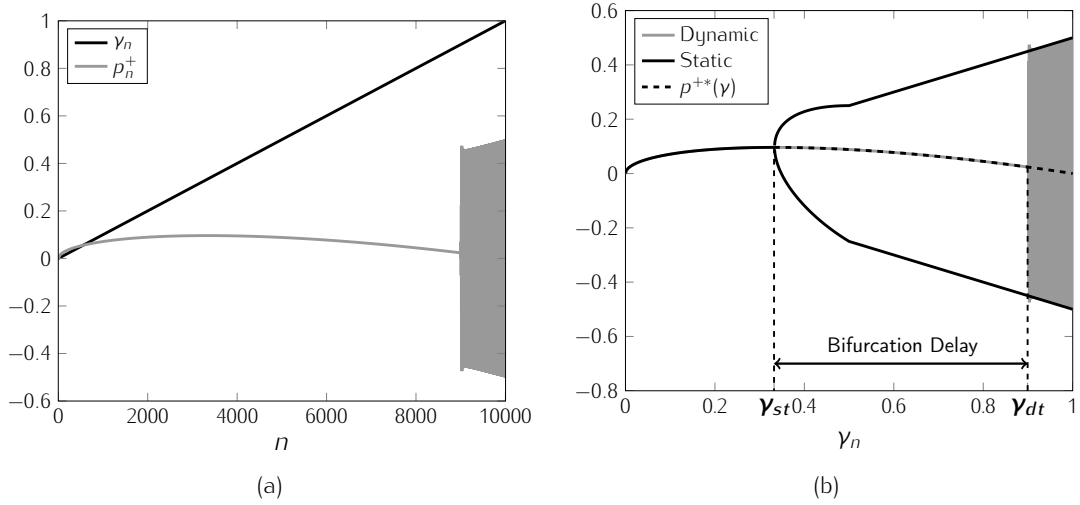 γn
p+n
1
0.8
0.6
0.4
0.2
0
−0.2
−0.4
−0.6
0 2000 4000 6000 8000 10000
n
(a)
Dynamic
Static
p+*(γ)
0.6
0.4
0.2
0
−0.2
−0.4
−0.6
−0.8
Bifurcation Delay
0 0.2 0.4 0.6 0.8 1
γst γdt
γn
(b)